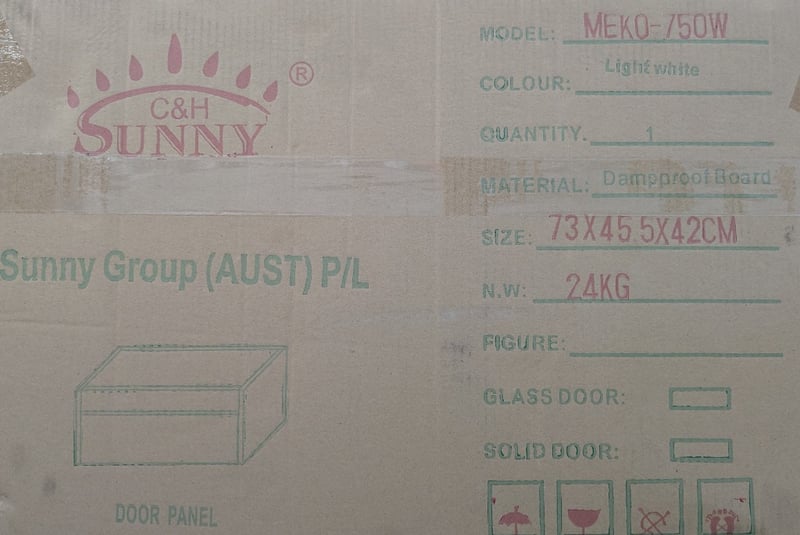 C&H
SUNNY
®
Sunny Group (AUST) P/L
DOOR PANEL
MODEL: MEKO-750W
COLOUR: Light white
QUANTITY. 1
MATERIAL: Dampproof Board
SIZE: 73X45.5X42CM
N.W: 24KG
FIGURE:
GLASS DOOR:
SOLID DOOR: